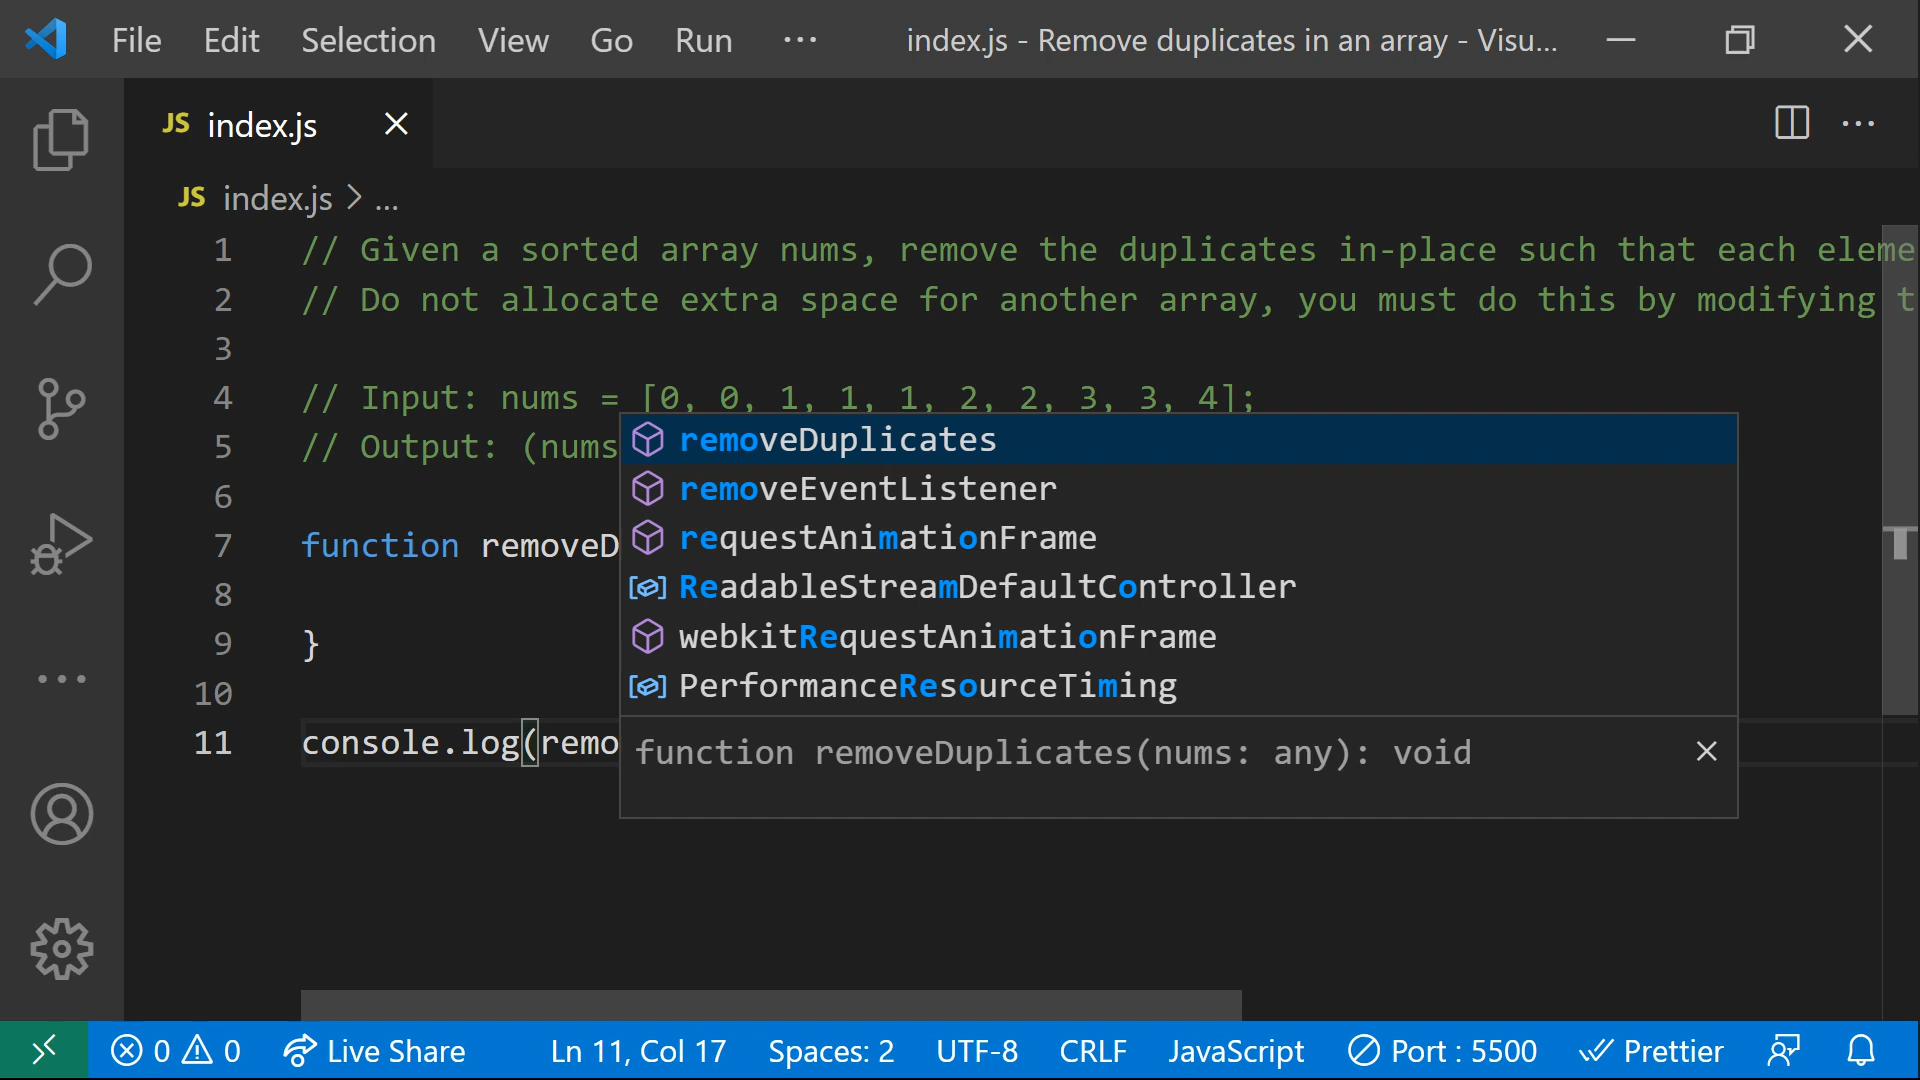 File Edit Selection View Go Run ··· index.js - Remove duplicates in an array - Visu...
JS index.js
JS index.js > ...
1 // Given a sorted array nums, remove the duplicates in-place such that each eleme
2 // Do not allocate extra space for another array, you must do this by modifying t
3
4 // Input: nums = [0, 0, 1, 1, 1, 2, 2, 3, 3, 4];
5 // Output: (nums
removeDuplicates
6
removeEventListener
7 function removeD
requestAnimationFrame
8
ReadableStreamDefaultController
9 }
webkitRequestAnimationFrame
10
PerformanceResourceTiming
11 console.log(remo
function removeDuplicates(nums: any): void
0 0 Live Share Ln 11, Col 17 Spaces: 2 UTF-8 CRLF JavaScript Port : 5500 Prettier